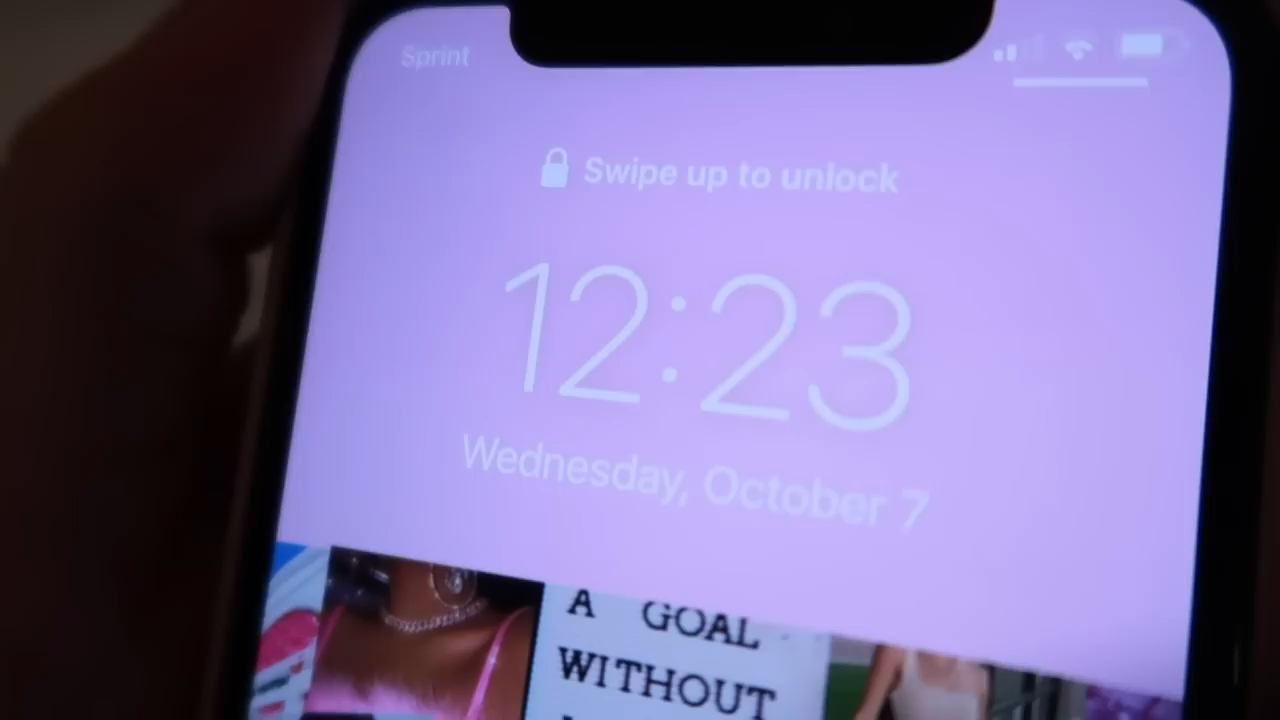 Sprint
Swipe up to unlock
12:23
Wednesday, October 7
A GOAL
WITHOUT